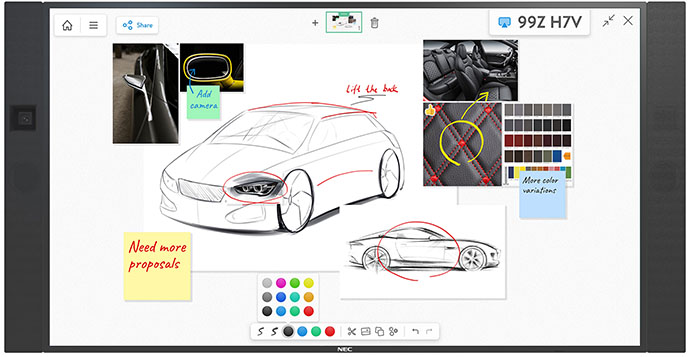 Share
99Z H7V
Add
camera
Lift the back
More color
variations
Need more
proposals
NEC